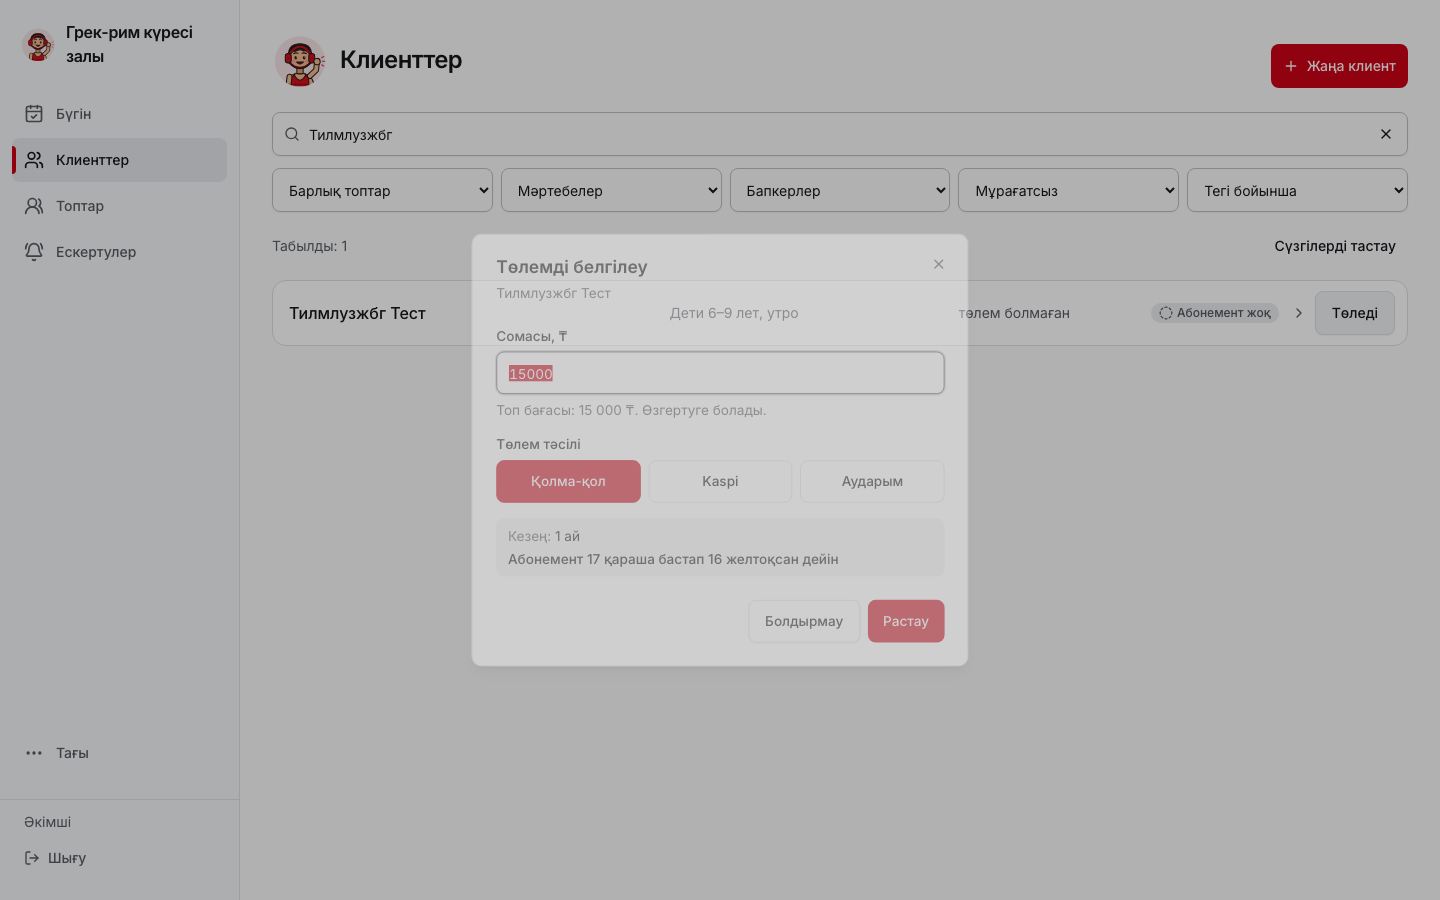 Грек-рим күресі
залы
Бүгін
Клиенттер
Топтар
Ескертулер
Тағы
Әкімші
Шығу
Клиенттер
Жаңа клиент
Тилмлузжбг
Барлық топтар
Мәртебелер
Бапкерлер
Мұрағатсыз
Тегі бойынша
Табылды: 1
Сүзгілерді тастау
Тилмлузжбг Тест
Дети 6–9 лет, утро
төлем болмаған
Абонемент жоқ
Төледі
Төлемді белгілеу
Тилмлузжбг Тест
Сомасы, ₸
15000
Топ бағасы: 15 000 ₸. Өзгертуге болады.
Төлем тәсілі
Қолма-қол
Kaspi
Аударым
Кезең: 1 ай
Абонемент 17 қараша бастап 16 желтоқсан дейін
Болдырмау
Растау